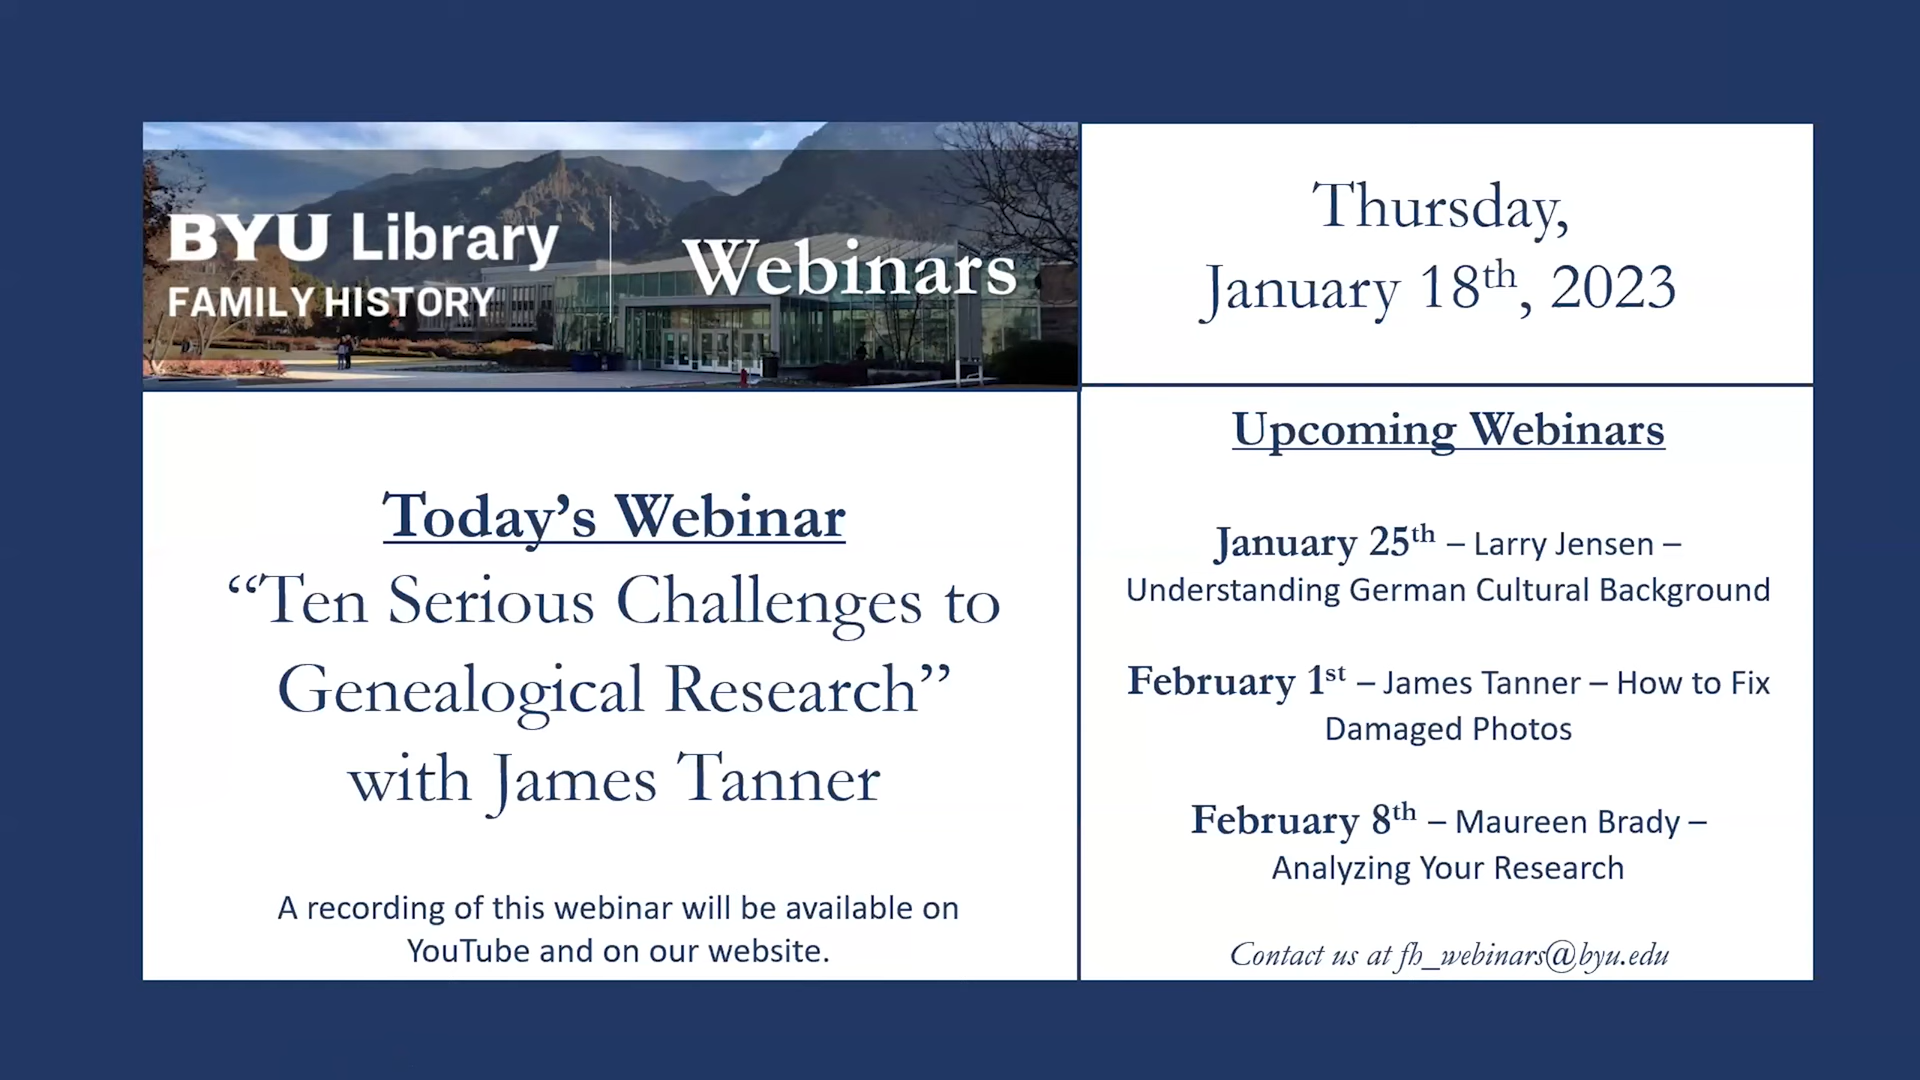 BYU Library
FAMILY HISTORY
Webinars
Thursday,
January 18th, 2023
Today’s Webinar
“Ten Serious Challenges to
Genealogical Research”
with James Tanner
A recording of this webinar will be available on
YouTube and on our website.
Upcoming Webinars
January 25th – Larry Jensen –
Understanding German Cultural Background
February 1st – James Tanner – How to Fix
Damaged Photos
February 8th – Maureen Brady –
Analyzing Your Research
Contact us at fh_webinars@byu.edu